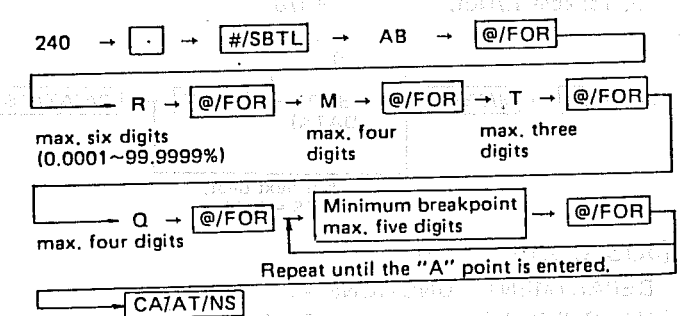 240 → · → #/SBTL → AB → @/FOR
R → @/FOR → M → @/FOR → T → @/FOR
max. six digits max. four max. three
(0.0001~99.9999%) digits digits
Q → @/FOR → Minimum breakpoint → @/FOR
max. four digits max. five digits
Repeat until the "A" point is entered.
CA/AT/NS